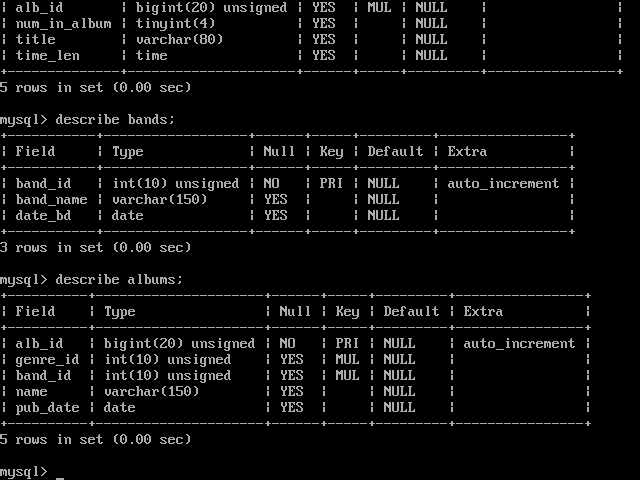 ¦ alb_id       ¦ bigint(20) unsigned ¦ YES ¦ MUL ¦ NULL    ¦                ¦
¦ num_in_album ¦ tinyint(4)          ¦ YES ¦     ¦ NULL    ¦                ¦
¦ title        ¦ varchar(80)         ¦ YES ¦     ¦ NULL    ¦                ¦
¦ time_len     ¦ time                ¦ YES ¦     ¦ NULL    ¦                ¦
5 rows in set (0.00 sec)
mysql> describe bands;
¦ Field     ¦ Type             ¦ Null ¦ Key ¦ Default ¦ Extra          ¦
¦ band_id   ¦ int(10) unsigned ¦ NO   ¦ PRI ¦ NULL    ¦ auto_increment ¦
¦ band_name ¦ varchar(150)     ¦ YES  ¦     ¦ NULL    ¦                ¦
¦ date_bd   ¦ date             ¦ YES  ¦     ¦ NULL    ¦                ¦
3 rows in set (0.00 sec)
mysql> describe albums;
¦ Field    ¦ Type                ¦ Null ¦ Key ¦ Default ¦ Extra          ¦
¦ alb_id   ¦ bigint(20) unsigned ¦ NO   ¦ PRI ¦ NULL    ¦ auto_increment ¦
¦ genre_id ¦ int(10) unsigned    ¦ YES  ¦ MUL ¦ NULL    ¦                ¦
¦ band_id  ¦ int(10) unsigned    ¦ YES  ¦ MUL ¦ NULL    ¦                ¦
¦ name     ¦ varchar(150)        ¦ YES  ¦     ¦ NULL    ¦                ¦
¦ pub_date ¦ date                ¦ YES  ¦     ¦ NULL    ¦                ¦
5 rows in set (0.00 sec)
mysql> _